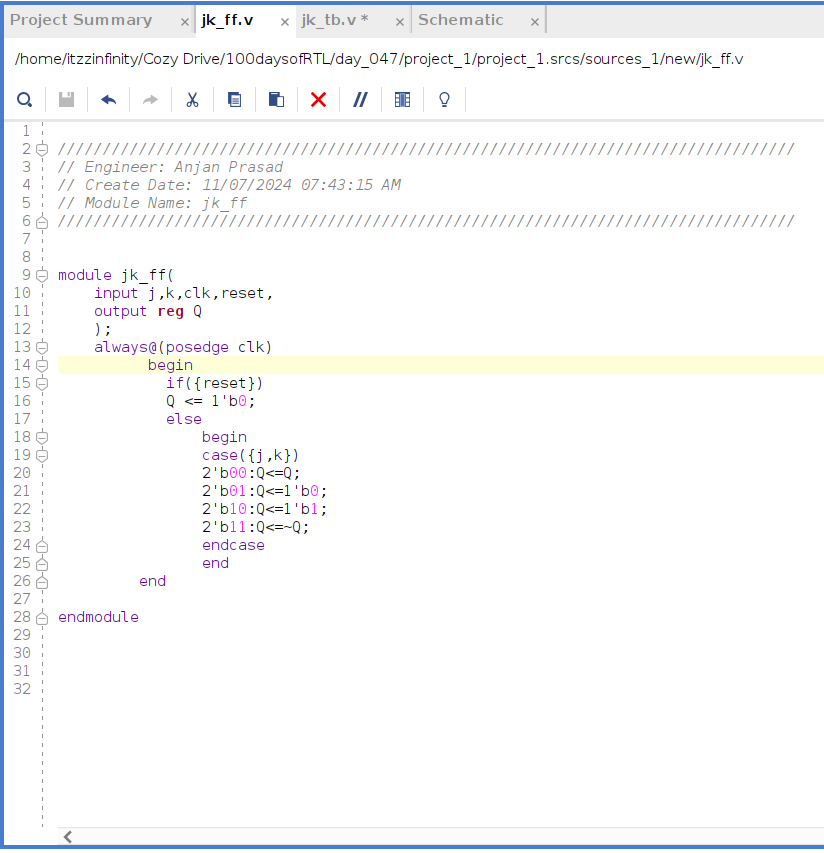 Project Summary × jk_ff.v × jk_tb.v * × Schematic ×
/home/itzzinfinity/Cozy Drive/100daysofRTL/day_047/project_1/project_1.srcs/sources_1/new/jk_ff.v
1
2 //////////////////////////////////////////////////////////////////////////////////
3 // Engineer: Anjan Prasad
4 // Create Date: 11/07/2024 07:43:15 AM
5 // Module Name: jk_ff
6 //////////////////////////////////////////////////////////////////////////////////
7
8
9 module jk_ff(
10 input j,k,clk,reset,
11 output reg Q
12 );
13 always@(posedge clk)
14 begin
15 if({reset})
16 Q <= 1'b0;
17 else
18 begin
19 case({j,k})
20 2'b00:Q<=Q;
21 2'b01:Q<=1'b0;
22 2'b10:Q<=1'b1;
23 2'b11:Q<=~Q;
24 endcase
25 end
26 end
27
28 endmodule
29
30
31
32